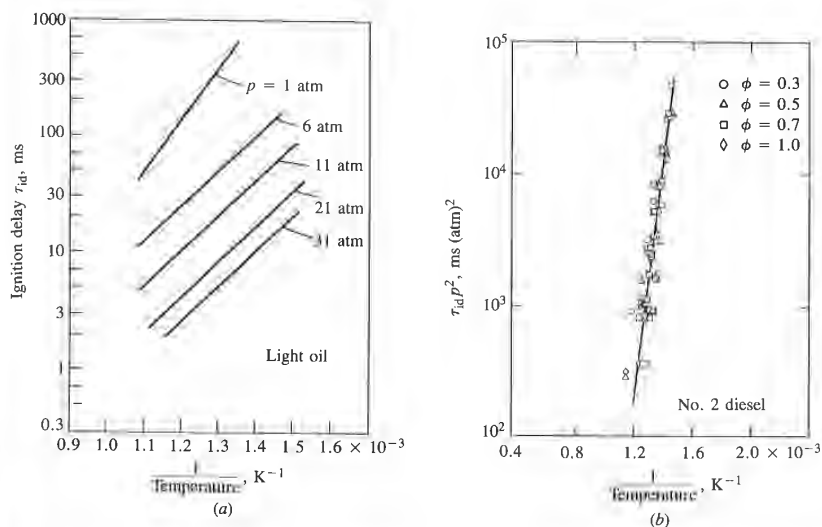 1000
300
100
30
10
3
1
0.3
Ignition delay τid, ms
p = 1 atm
6 atm
11 atm
21 atm
31 atm
Light oil
0.9 1.0 1.1 1.2 1.3 1.4 1.5 1.6 × 10⁻³
1
Temperature, K⁻¹
(a)
10⁵
10⁴
10³
10²
τid p², ms (atm)²
○ φ = 0.3
△ φ = 0.5
□ φ = 0.7
◊ φ = 1.0
No. 2 diesel
0.4 0.8 1.2 1.6 2.0 × 10⁻³
1
Temperature, K⁻¹
(b)